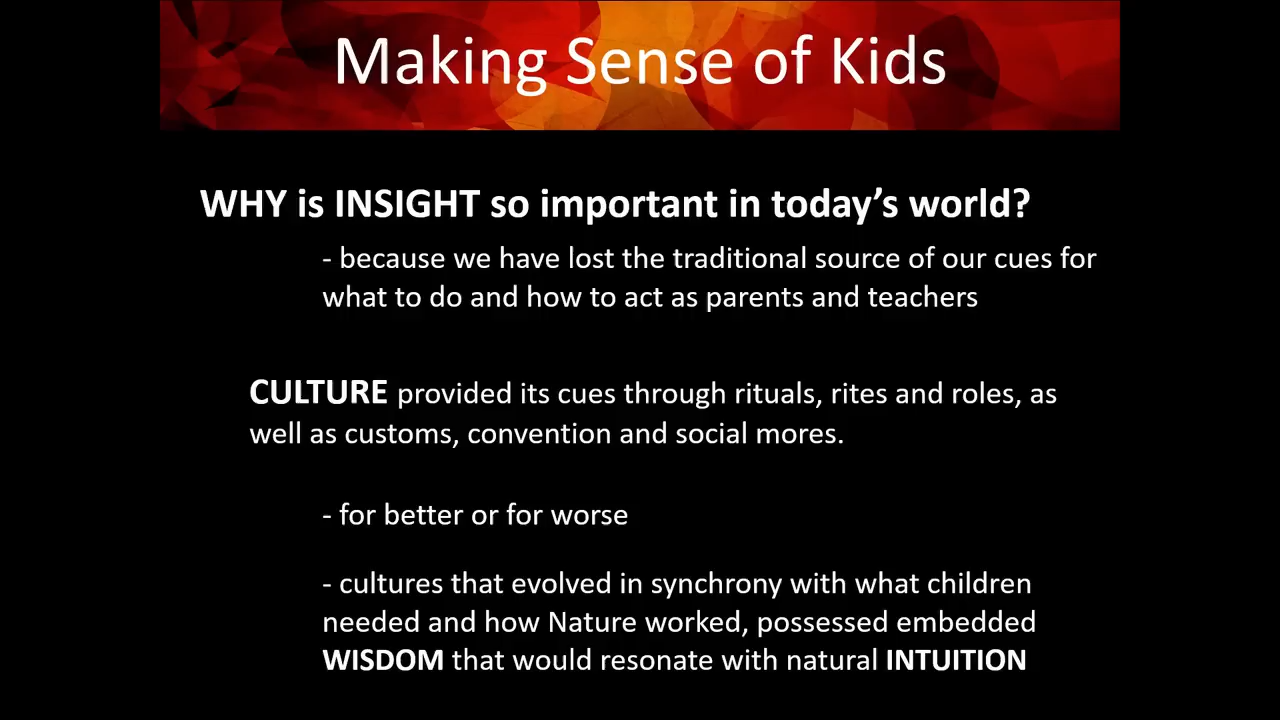 Making Sense of Kids
WHY is INSIGHT so important in today’s world?
- because we have lost the traditional source of our cues for
what to do and how to act as parents and teachers
CULTURE provided its cues through rituals, rites and roles, as
well as customs, convention and social mores.
- for better or for worse
- cultures that evolved in synchrony with what children
needed and how Nature worked, possessed embedded
WISDOM that would resonate with natural INTUITION